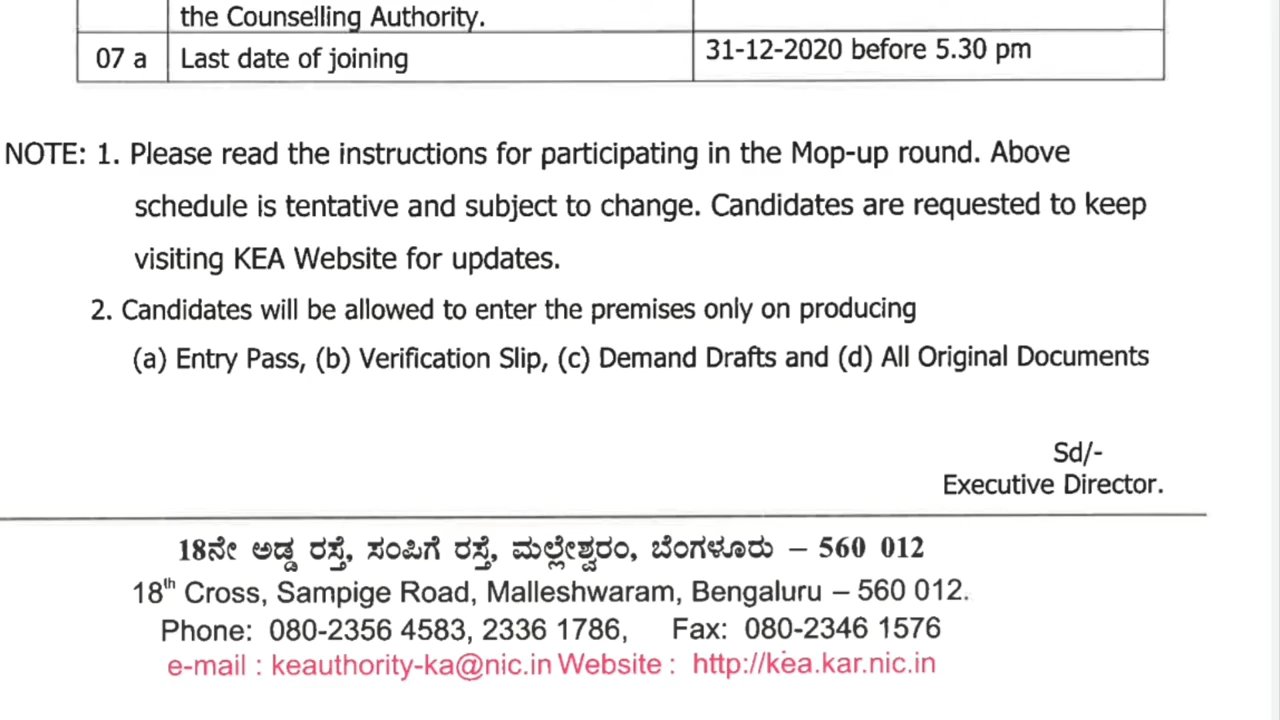 the Counselling Authority.
07 a Last date of joining 31-12-2020 before 5.30 pm
NOTE: 1. Please read the instructions for participating in the Mop-up round. Above
schedule is tentative and subject to change. Candidates are requested to keep
visiting KEA Website for updates.
2. Candidates will be allowed to enter the premises only on producing
(a) Entry Pass, (b) Verification Slip, (c) Demand Drafts and (d) All Original Documents
Sd/-
Executive Director.
18ನೇ ಅಡ್ಡ ರಸ್ತೆ, ಸಂಪಿಗೆ ರಸ್ತೆ, ಮಲ್ಲೇಶ್ವರಂ, ಬೆಂಗಳೂರು – 560 012
18th Cross, Sampige Road, Malleshwaram, Bengaluru – 560 012.
Phone: 080-2356 4583, 2336 1786, Fax: 080-2346 1576
e-mail : keauthority-ka@nic.in Website : http://kea.kar.nic.in